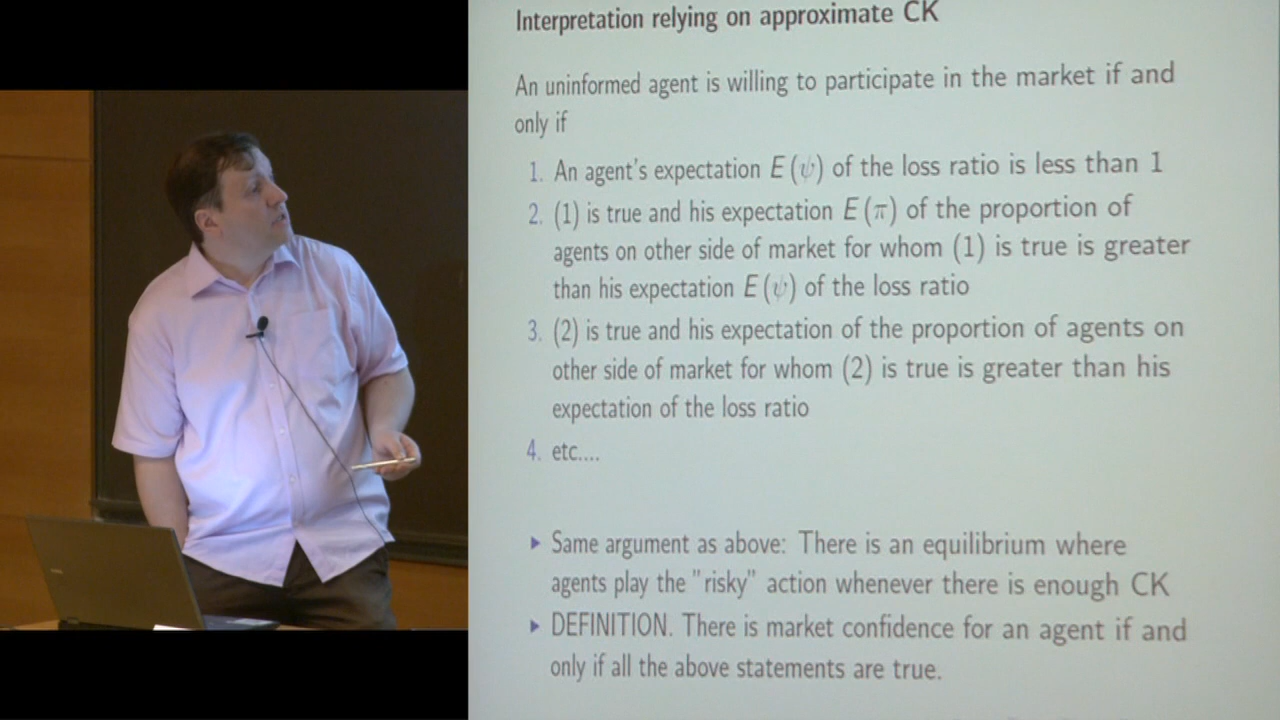 Interpretation relying on approximate CK
An uninformed agent is willing to participate in the market if and
only if
1. An agent's expectation E (ψ) of the loss ratio is less than 1
2. (1) is true and his expectation E (π) of the proportion of
agents on other side of market for whom (1) is true is greater
than his expectation E (ψ) of the loss ratio
3. (2) is true and his expectation of the proportion of agents on
other side of market for whom (2) is true is greater than his
expectation of the loss ratio
4. etc....
▸ Same argument as above: There is an equilibrium where
agents play the "risky" action whenever there is enough CK
▸ DEFINITION. There is market confidence for an agent if and
only if all the above statements are true.